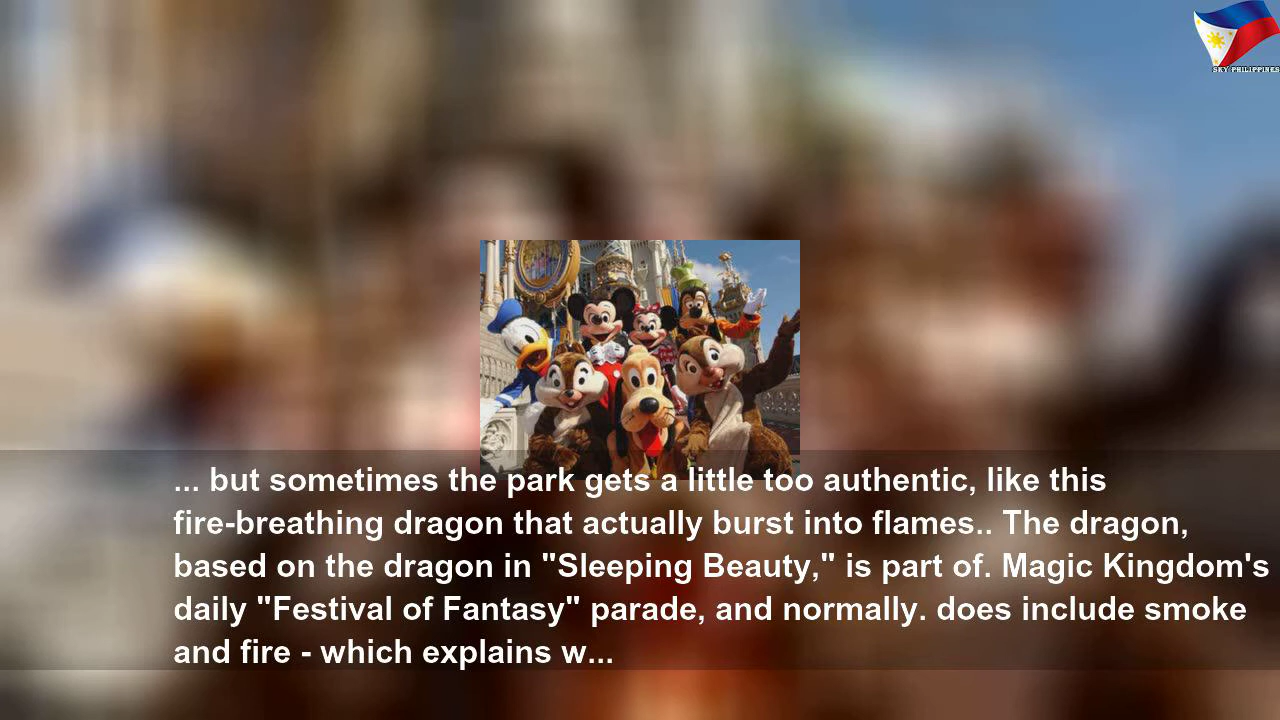 SKY PHILIPPINES
... but sometimes the park gets a little too authentic, like this
fire-breathing dragon that actually burst into flames.. The dragon,
based on the dragon in "Sleeping Beauty," is part of. Magic Kingdom's
daily "Festival of Fantasy" parade, and normally. does include smoke
and fire - which explains w...